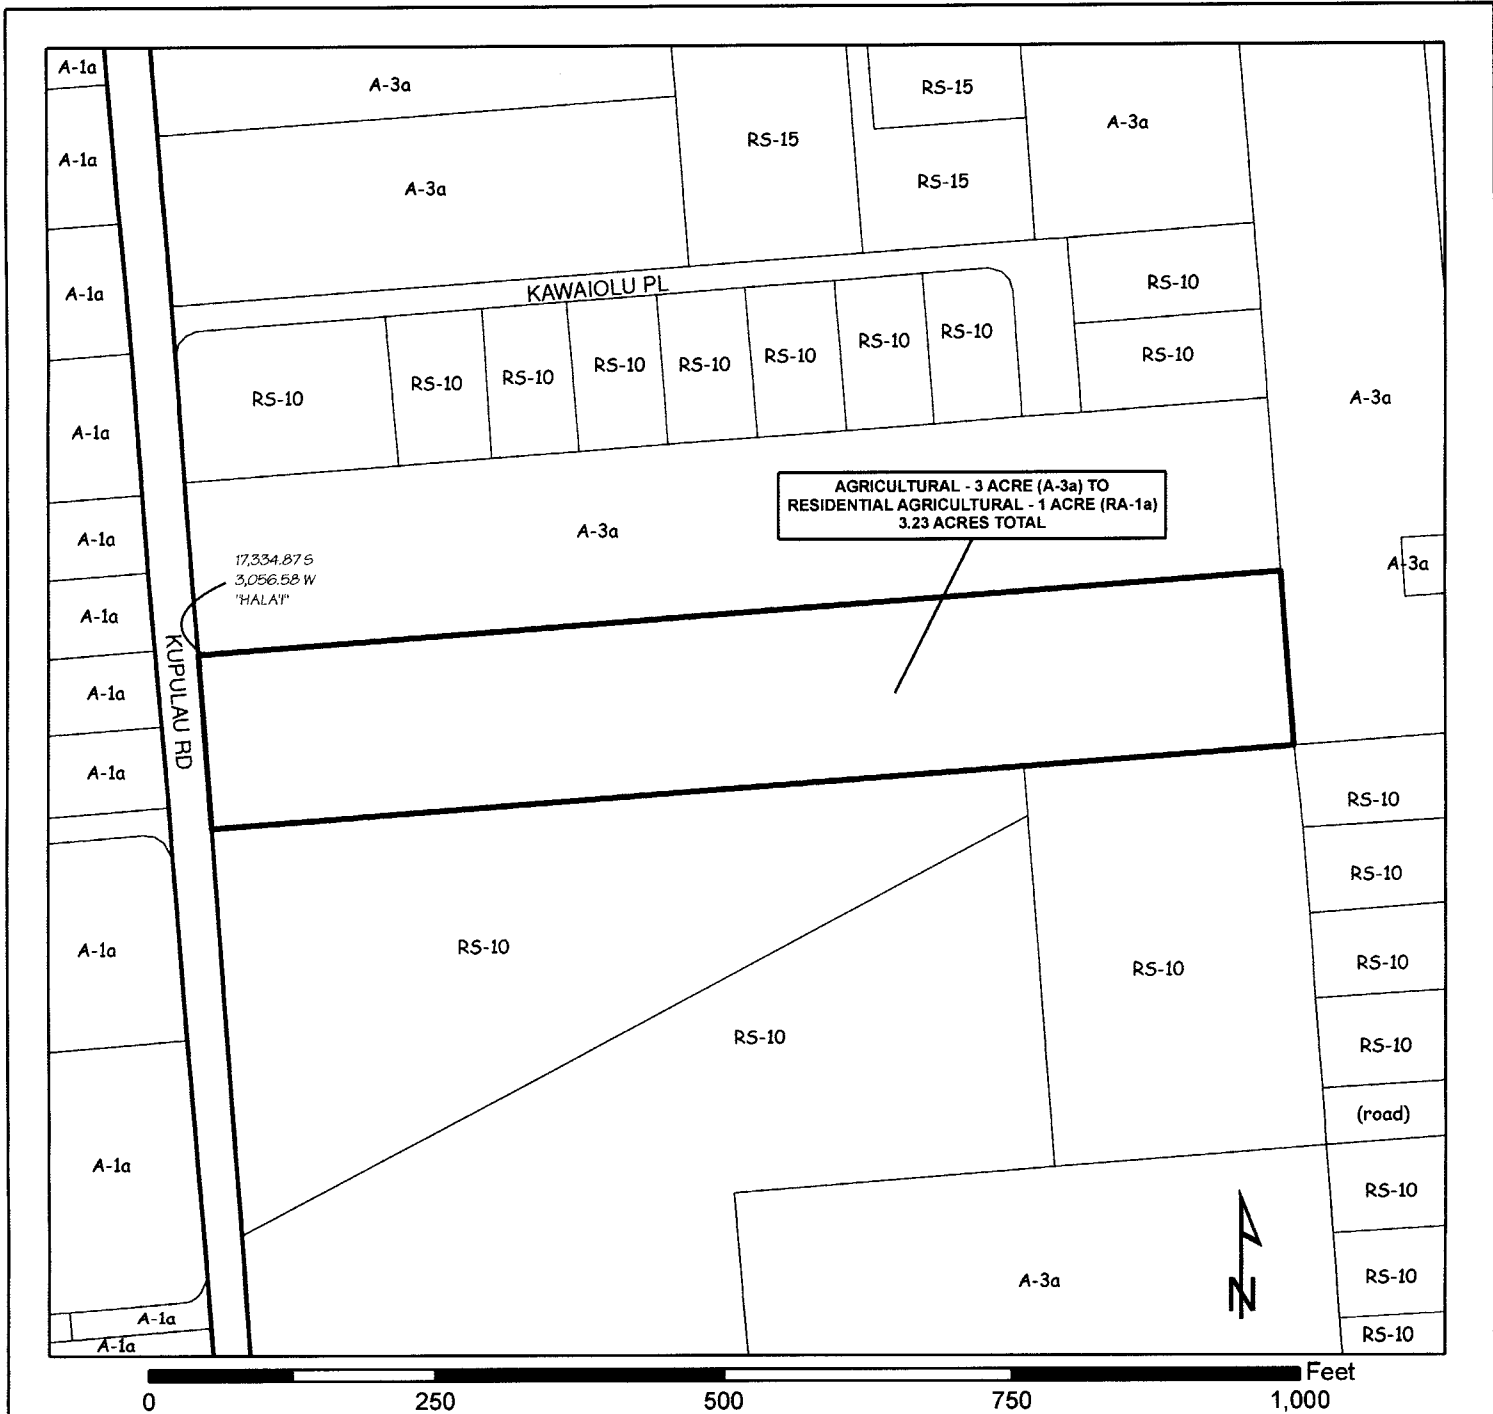 A-1a
A-3a
RS-15
RS-15
A-3a
A-1a
A-3a
RS-15
A-1a
KAWAIOLU PL
RS-10
RS-10
RS-10
RS-10
RS-10
RS-10
RS-10
RS-10
RS-10
RS-10
A-1a
A-3a
AGRICULTURAL - 3 ACRE (A-3a) TO
RESIDENTIAL AGRICULTURAL - 1 ACRE (RA-1a)
3.23 ACRES TOTAL
A-1a
A-3a
17,334.87 S
3,056.58 W
"HALA'I"
A-3a
A-1a
KUPULAU RD
A-1a
A-1a
RS-10
RS-10
A-1a
RS-10
RS-10
RS-10
RS-10
RS-10
(road)
A-1a
RS-10
A-3a
RS-10
N
A-1a
A-1a
RS-10
Feet
0 250 500 750 1,000